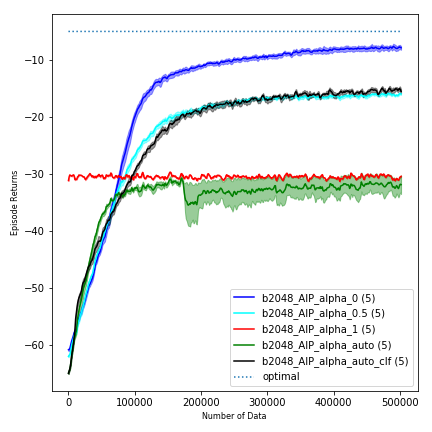 −10
−20
−30
−40
−50
−60
Episode Returns
0 100000 200000 300000 400000 500000
Number of Data
b2048_AIP_alpha_0 (5)
b2048_AIP_alpha_0.5 (5)
b2048_AIP_alpha_1 (5)
b2048_AIP_alpha_auto (5)
b2048_AIP_alpha_auto_clf (5)
optimal